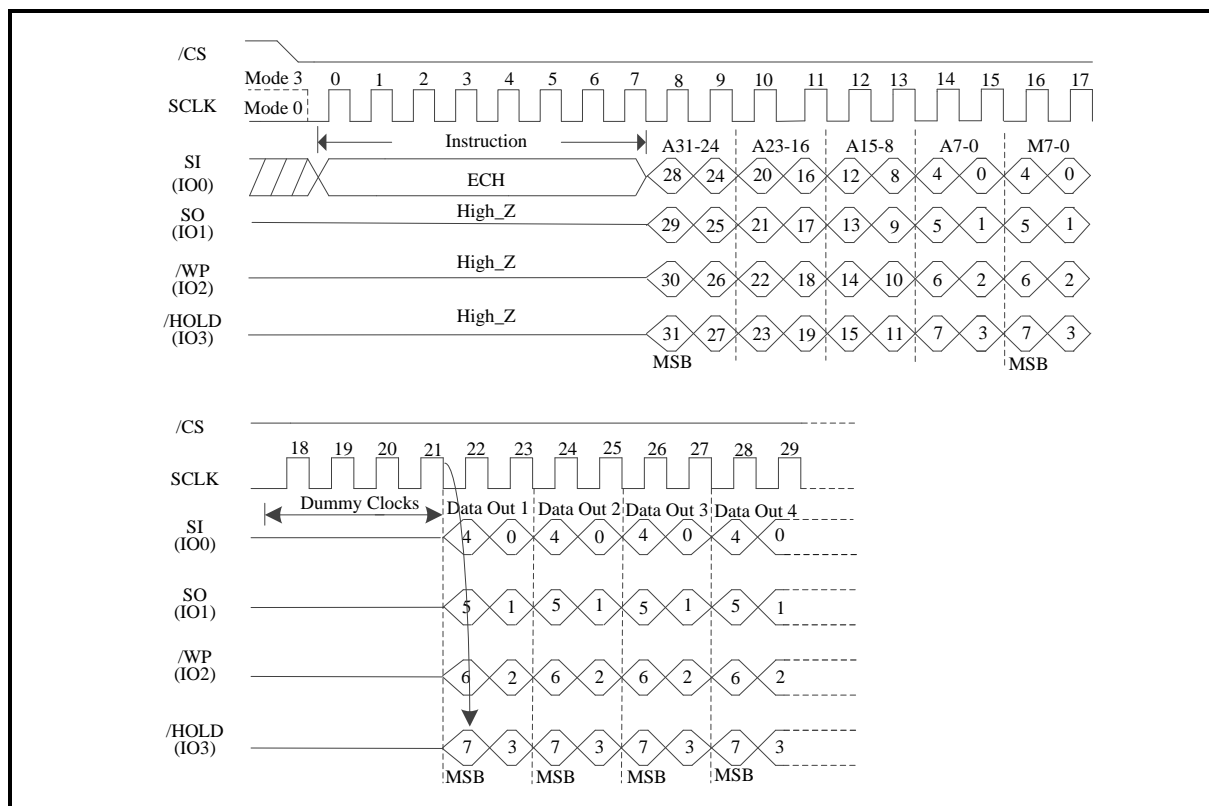 /CS
Mode 3 0 1 2 3 4 5 6 7 8 9 10 11 12 13 14 15 16 17
SCLK Mode 0
Instruction A31-24 A23-16 A15-8 A7-0 M7-0
SI
(IO0) ECH 28 24 20 16 12 8 4 0 4 0
SO High_Z
(IO1) 29 25 21 17 13 9 5 1 5 1
/WP High_Z
(IO2) 30 26 22 18 14 10 6 2 6 2
/HOLD High_Z
(IO3) 31 27 23 19 15 11 7 3 7 3
MSB MSB
/CS
18 19 20 21 22 23 24 25 26 27 28 29
SCLK
Dummy Clocks Data Out 1 Data Out 2 Data Out 3 Data Out 4
SI
(IO0) 4 0 4 0 4 0 4 0
SO
(IO1) 5 1 5 1 5 1 5 1
/WP
(IO2) 6 2 6 2 6 2 6 2
/HOLD
(IO3) 7 3 7 3 7 3 7 3
MSB MSB MSB MSB